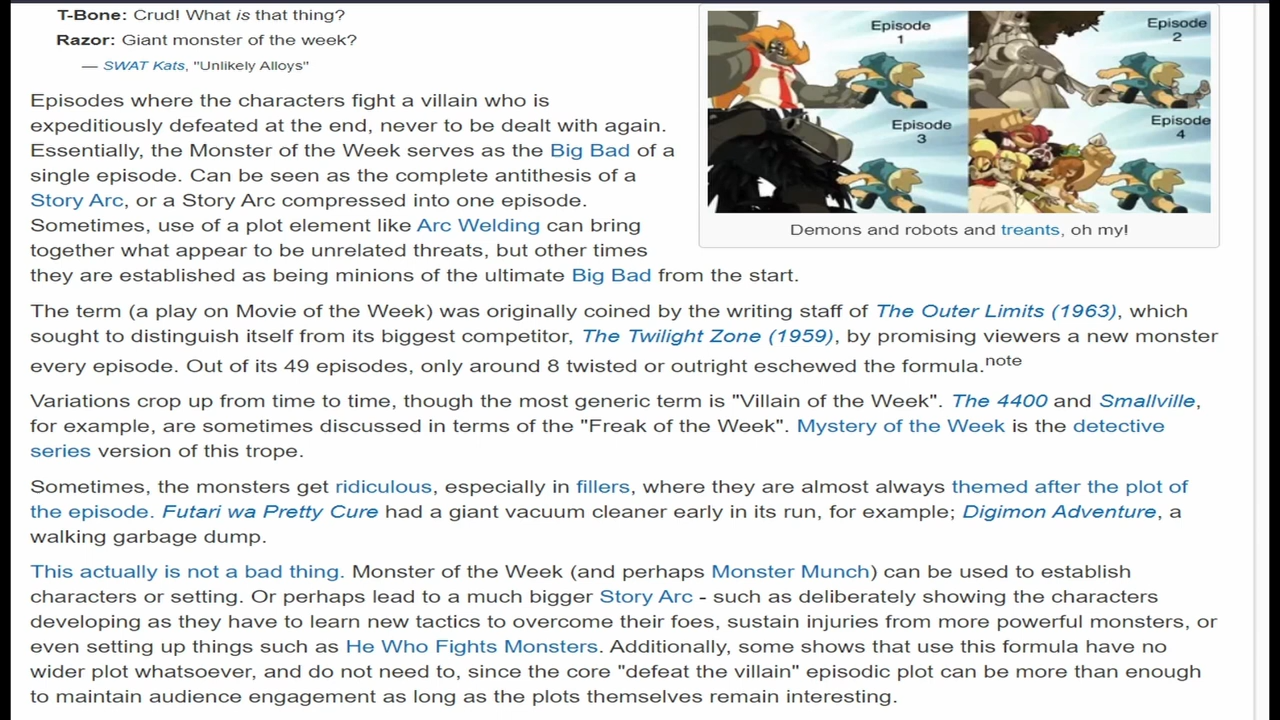 T-Bone: Crud! What is that thing?
Razor: Giant monster of the week?
— SWAT Kats, "Unlikely Alloys"
Episode
1
Episode
2
Episode
3
Episode
4
Demons and robots and treants, oh my!
Episodes where the characters fight a villain who is
expeditiously defeated at the end, never to be dealt with again.
Essentially, the Monster of the Week serves as the Big Bad of a
single episode. Can be seen as the complete antithesis of a
Story Arc, or a Story Arc compressed into one episode.
Sometimes, use of a plot element like Arc Welding can bring
together what appear to be unrelated threats, but other times
they are established as being minions of the ultimate Big Bad from the start.
The term (a play on Movie of the Week) was originally coined by the writing staff of The Outer Limits (1963), which
sought to distinguish itself from its biggest competitor, The Twilight Zone (1959), by promising viewers a new monster
every episode. Out of its 49 episodes, only around 8 twisted or outright eschewed the formula.note
Variations crop up from time to time, though the most generic term is "Villain of the Week". The 4400 and Smallville,
for example, are sometimes discussed in terms of the "Freak of the Week". Mystery of the Week is the detective
series version of this trope.
Sometimes, the monsters get ridiculous, especially in fillers, where they are almost always themed after the plot of
the episode. Futari wa Pretty Cure had a giant vacuum cleaner early in its run, for example; Digimon Adventure, a
walking garbage dump.
This actually is not a bad thing. Monster of the Week (and perhaps Monster Munch) can be used to establish
characters or setting. Or perhaps lead to a much bigger Story Arc - such as deliberately showing the characters
developing as they have to learn new tactics to overcome their foes, sustain injuries from more powerful monsters, or
even setting up things such as He Who Fights Monsters. Additionally, some shows that use this formula have no
wider plot whatsoever, and do not need to, since the core "defeat the villain" episodic plot can be more than enough
to maintain audience engagement as long as the plots themselves remain interesting.